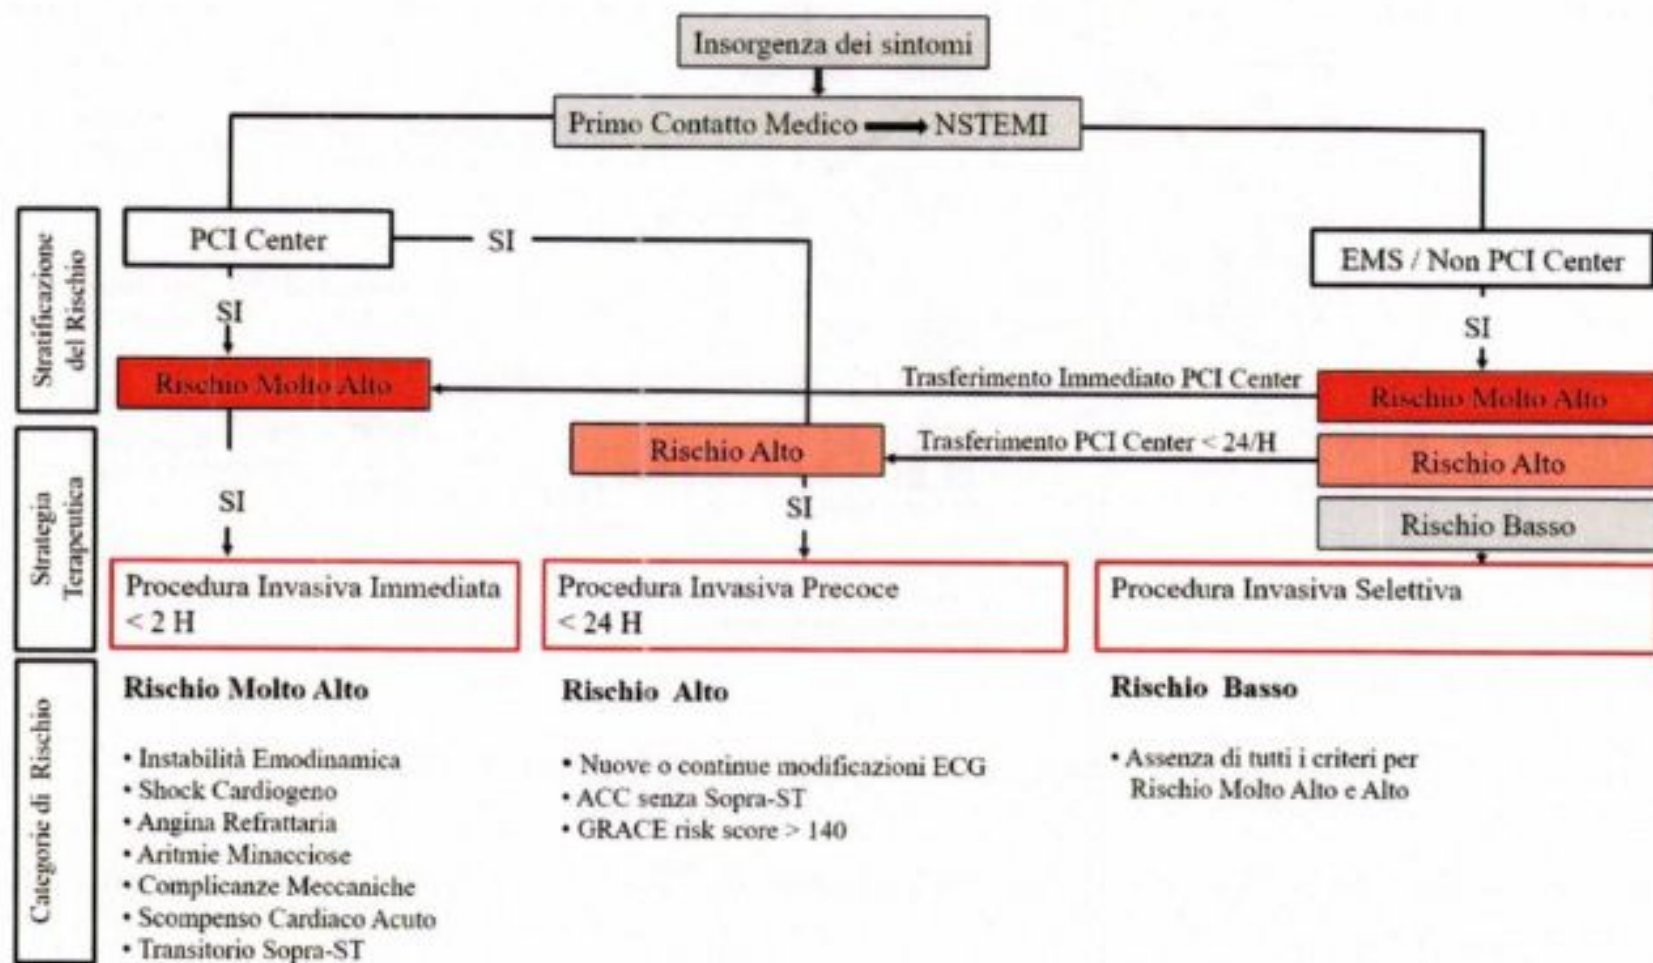 Insorgenza dei sintomi
Primo Contatto Medico NSTEMI
Stratificazione
del Rischio
PCI Center
SI
EMS / Non PCI Center
SI
SI
Rischio Molto Alto
Trasferimento Immediato PCI Center
Rischio Molto Alto
Strategia
Terapeutica
Rischio Alto
Trasferimento PCI Center < 24/H
Rischio Alto
SI
SI
Rischio Basso
Procedura Invasiva Immediata
< 2 H
Procedura Invasiva Precoce
< 24 H
Procedura Invasiva Selettiva
Categorie di Rischio
Rischio Molto Alto
• Instabilità Emodinamica
• Shock Cardiogeno
• Angina Refrattaria
• Aritmie Minacciose
• Complicanze Meccaniche
• Scompenso Cardiaco Acuto
• Transitorio Sopra-ST
Rischio Alto
• Nuove o continue modificazioni ECG
• ACC senza Sopra-ST
• GRACE risk score > 140
Rischio Basso
• Assenza di tutti i criteri per
Rischio Molto Alto e Alto